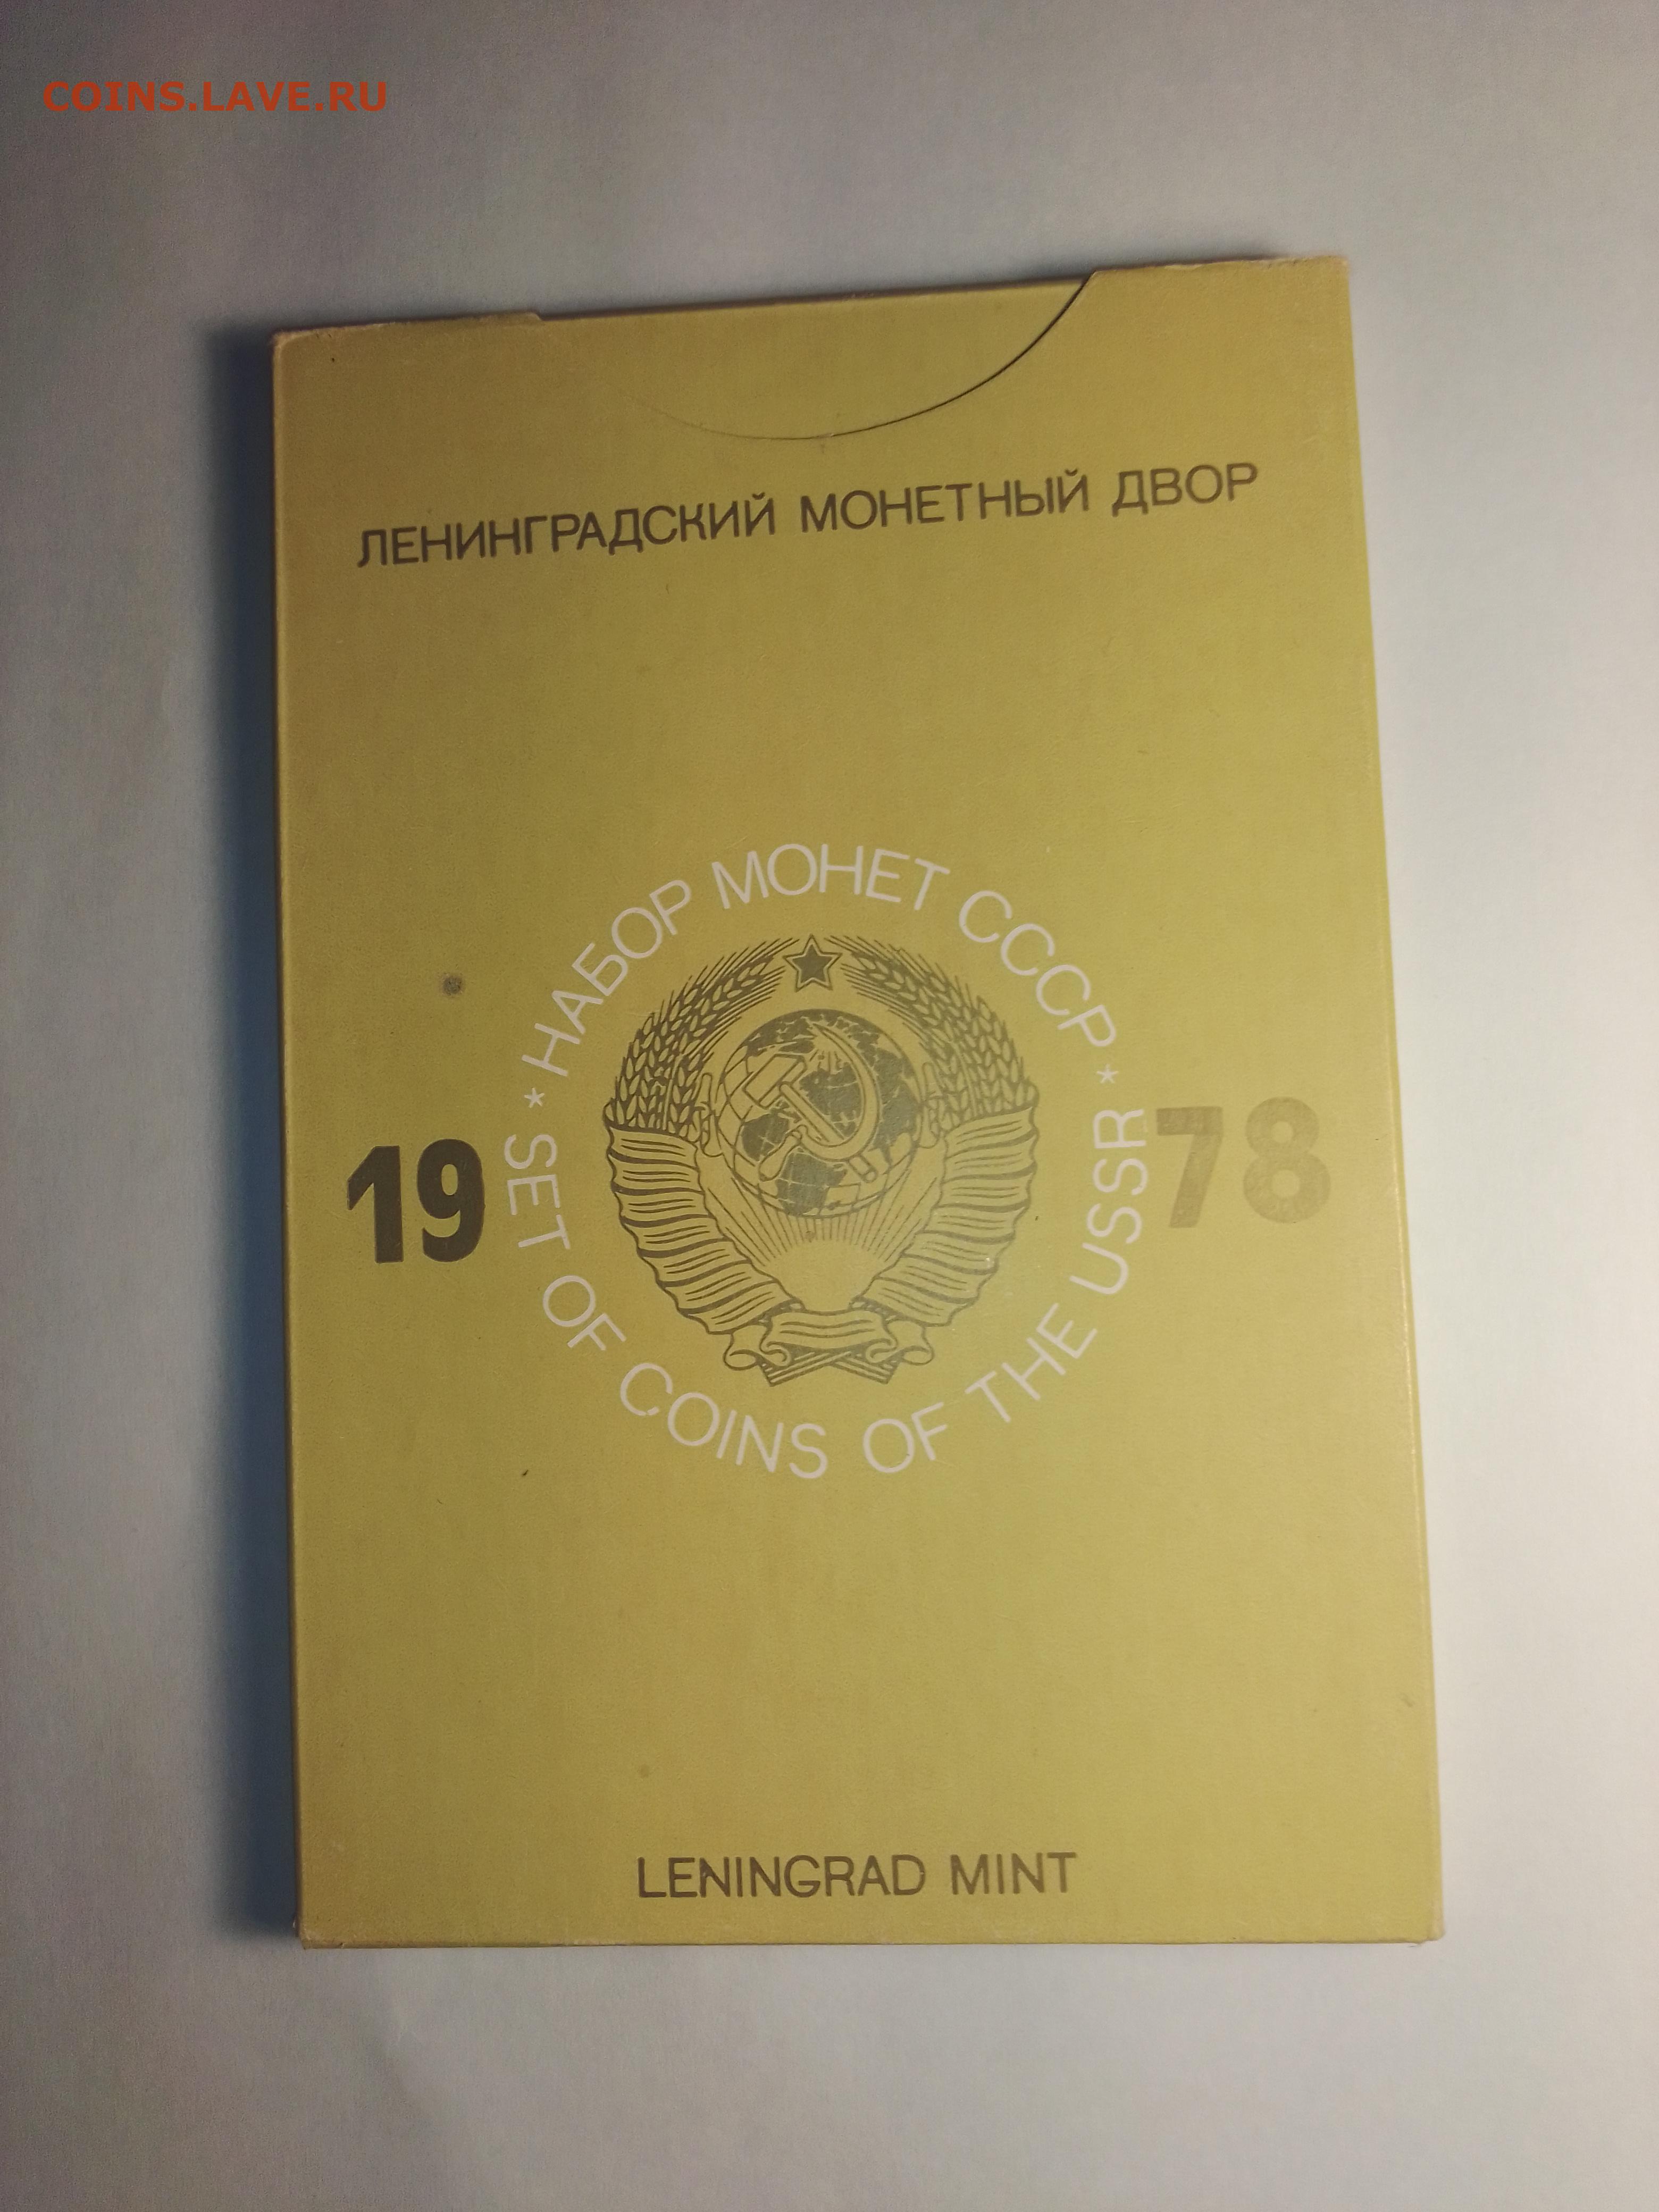 COINS.LAVE.RU
ЛЕНИНГРАДСКИЙ МОНЕТНЫЙ ДВОР
* НАБОР МОНЕТ СССР *
19 78
SET OF COINS OF THE USSR
LENINGRAD MINT